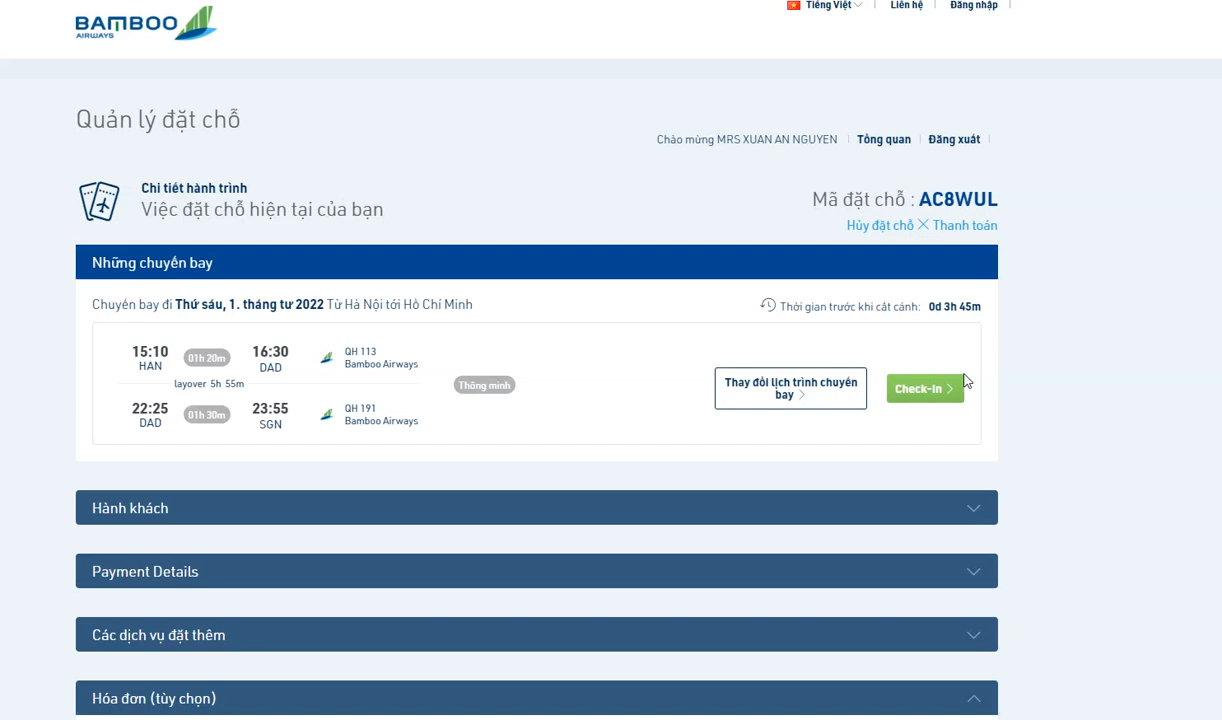 Tiếng Việt
Liên hệ
Đăng nhập
BAMBOO
AIRWAYS
Quản lý đặt chỗ
Chào mừng MRS XUAN AN NGUYEN
Tổng quan
Đăng xuất
Chi tiết hành trình
Việc đặt chỗ hiện tại của bạn
Mã đặt chỗ : AC8WUL
Hủy đặt chỗ
Thanh toán
Những chuyến bay
Chuyến bay đi Thứ sáu, 1. tháng tư 2022 Từ Hà Nội tới Hồ Chí Minh
Thời gian trước khi cất cánh: 0d 3h 45m
15:10
HAN
01h 20m
16:30
DAD
QH 113
Bamboo Airways
layover 5h 55m
22:25
DAD
01h 30m
23:55
SGN
QH 191
Bamboo Airways
Thông minh
Thay đổi lịch trình chuyến
bay
Check-In
Hành khách
Payment Details
Các dịch vụ đặt thêm
Hóa đơn (tùy chọn)